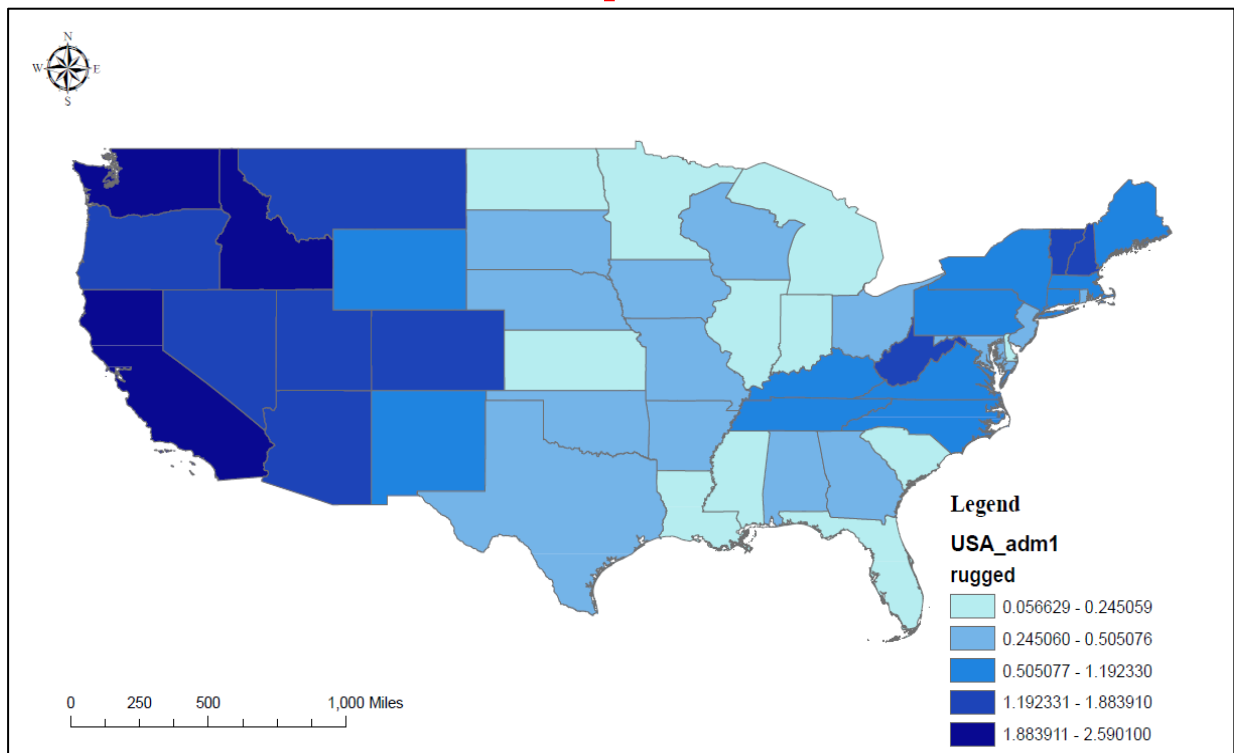 N
W E
S
Legend
USA_adm1
rugged
0.056629 - 0.245059
0.245060 - 0.505076
0.505077 - 1.192330
1.192331 - 1.883910
1.883911 - 2.590100
0 250 500 1,000 Miles